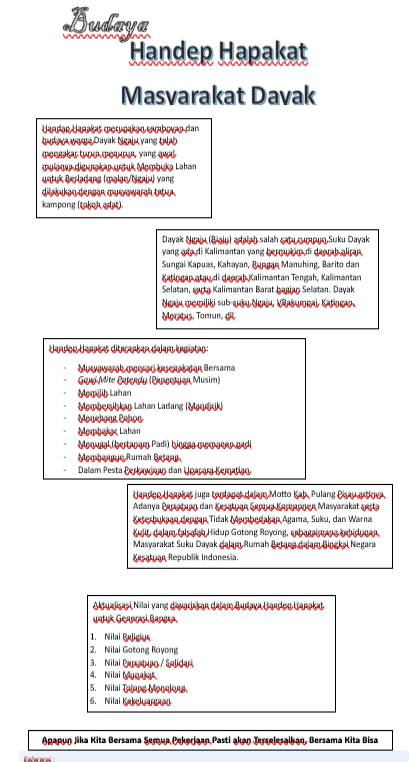 Budaya
Handep Hapakat
Masyarakat Dayak
Handap Hapakat merupakan semboyan dan
budaya warga Dayak Ngaju yang telah
mengakar turun menurun, yang awal
mulanya digunakan untuk Membuka Lahan
untuk Berladang (malan/Ngaju) yang
dilakukan dengan musyawarah tetua
kampong (tokoh adat).
Dayak Ngaju (Biaju) adalah salah satu rumpun Suku Dayak
yang ada di Kalimantan yang bermukim di daerah aliran
Sungai Kapuas, Kahayan, Rungan Manuhing, Barito dan
Katingan atau di daerah Kalimantan Tengah, Kalimantan
Selatan, serta Kalimantan Barat bagian Selatan. Dayak
Ngaju memiliki sub-suku Ngaju, Katingan,
Meratus, Tomun, dll.
Handep Hapakat diterapkan dalam kegiatan:
- Musyawarah mencari kesepakatan Bersama
- Gawi Mite Patendu (Penentuan Musim)
- Memilih Lahan
- Membersihkan Lahan Ladang (Mandirik)
- Menebang Pohon
- Membakar Lahan
- Menugal (bertanam Padi) hingga memanen padi
- Membangun Rumah Betang
- Dalam Pesta Perkawinan dan Upacara Kematian
Handep Hapakat juga terdapat dalam Motto Kab. Pulang Pisau artinya
Adanya Persatuan dan Kesatuan Semua Komponen Masyarakat serta
Keterbukaan dengan Tidak Membedakan Agama, Suku, dan Warna
Kulit, dalam falsafah Hidup Gotong Royong, sebagaimana kehidupan
Masyarakat Suku Dayak dalam Rumah Betang dalam Bingkai Negara
Kesatuan Republik Indonesia.
Aktualisasi Nilai yang diwariskan dalam Budaya Handep Hapakat
untuk Generasi Bangsa
1. Nilai Religius
2. Nilai Gotong Royong
3. Nilai Persatuan / Solidari
4. Nilai Mupakat
5. Nilai Tolong Menolong
6. Nilai Kekeluargaan
Apapun Jika Kita Bersama Semua Pekerjaan Pasti akan Terselesaikan, Bersama Kita Bisa